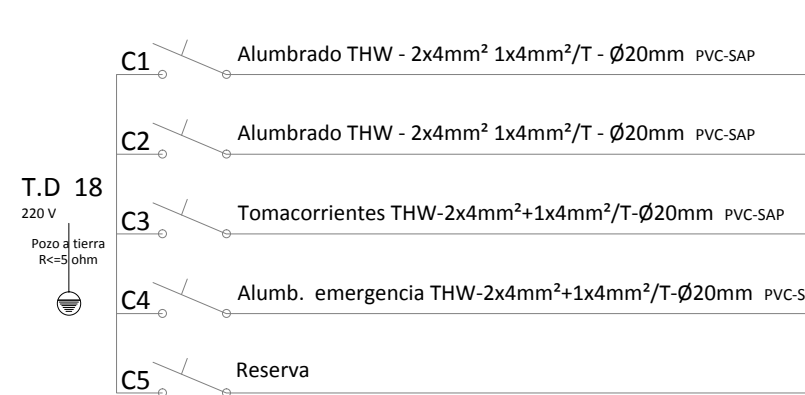 C1 Alumbrado THW - 2x4mm² 1x4mm²/T - Ø20mm PVC-SAP
C2 Alumbrado THW - 2x4mm² 1x4mm²/T - Ø20mm PVC-SAP
T.D 18
220 V
Pozo a tierra
R<=5 ohm
C3 Tomacorrientes THW-2x4mm²+1x4mm²/T-Ø20mm PVC-SAP
C4 Alumb. emergencia THW-2x4mm²+1x4mm²/T-Ø20mm PVC-S
C5 Reserva